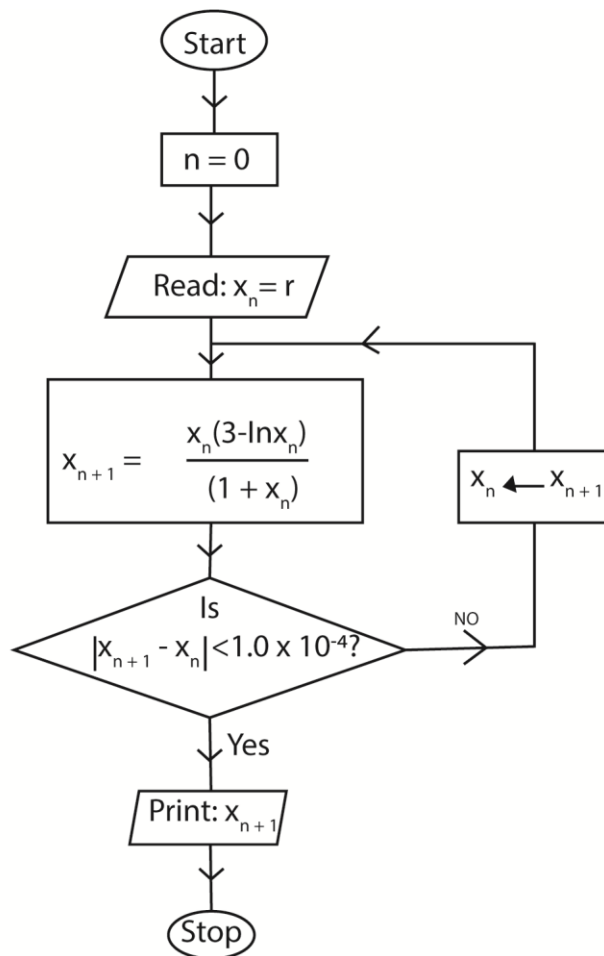 Start
n = 0
Read: xₙ = r
xₙ₊₁ = xₙ(3-lnxₙ) / (1 + xₙ)
xₙ ← xₙ₊₁
Is
|xₙ₊₁ - xₙ| <1.0 x 10⁻⁴?
NO
Yes
Print: xₙ₊₁
Stop